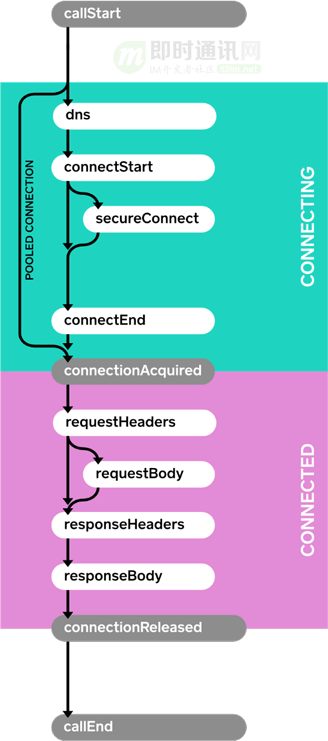 callStart
即时通讯网
IM开发者社区 52im.net
dns
connectStart
POOLED CONNECTION
CONNECTING
secureConnect
connectEnd
connectionAcquired
requestHeaders
requestBody
CONNECTED
responseHeaders
responseBody
connectionReleased
callEnd